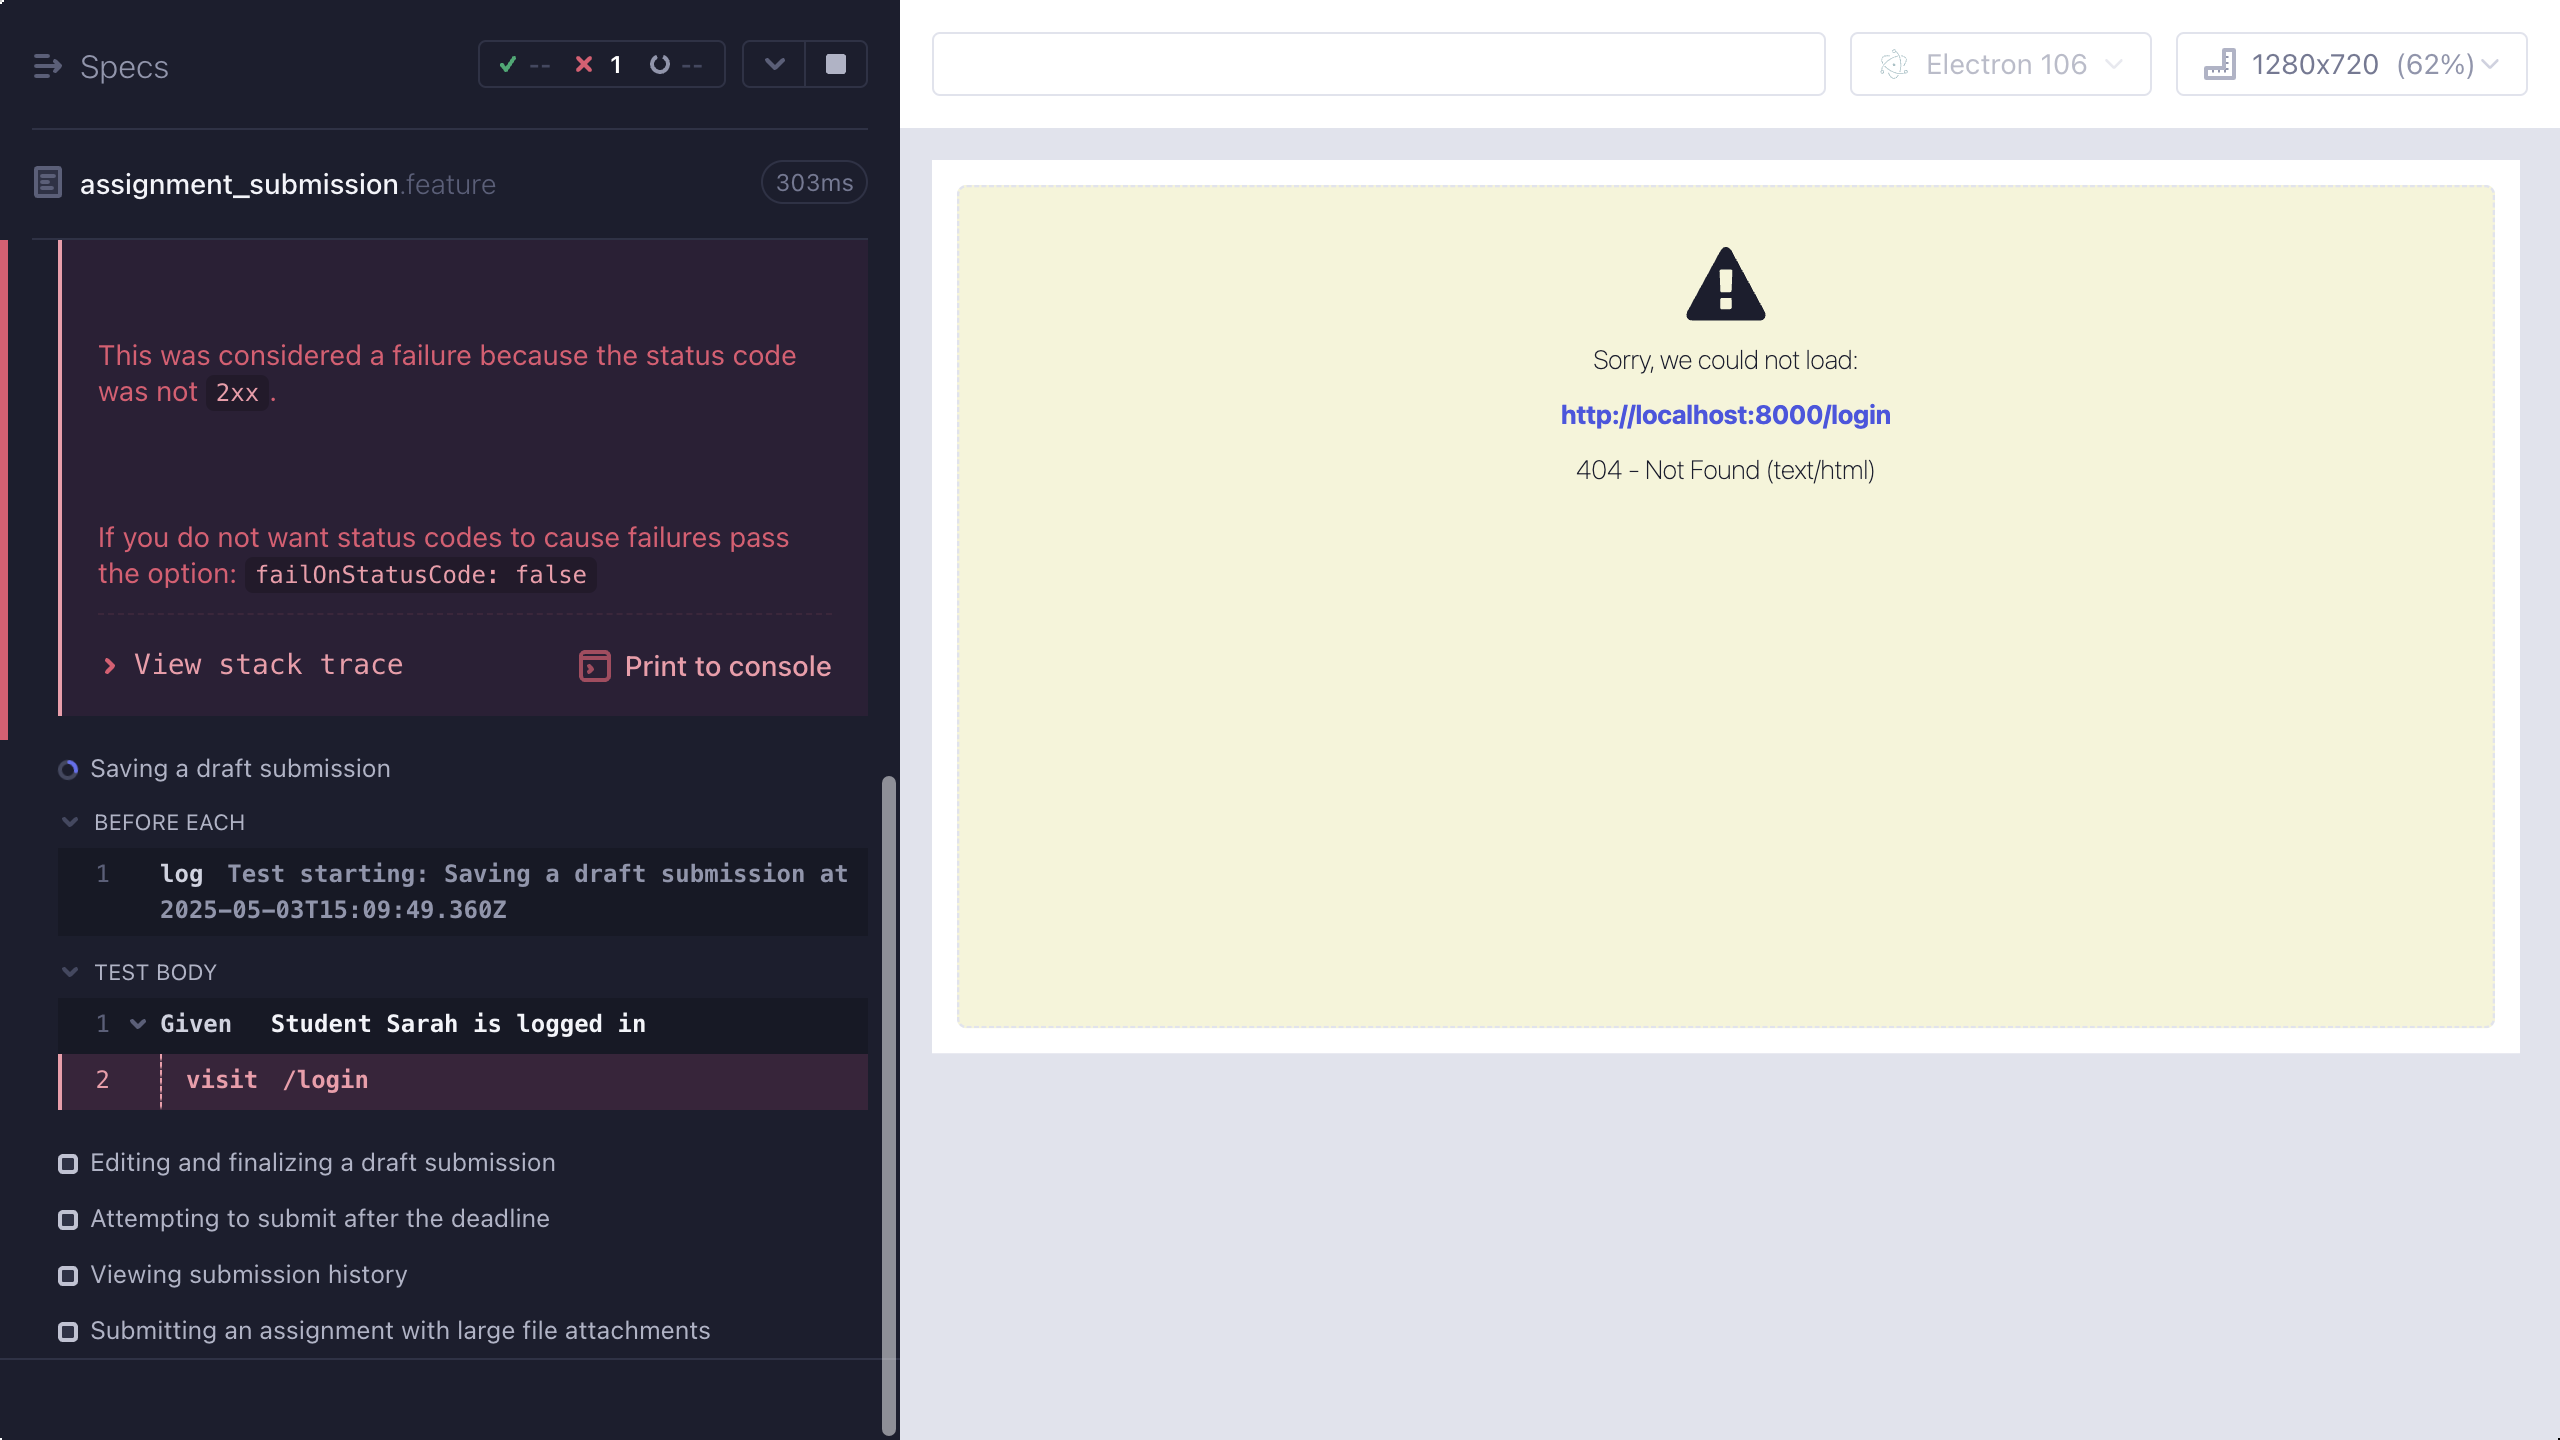 Specs
-- 1 --
assignment_submission.feature 303ms
This was considered a failure because the status code
was not 2xx.
If you do not want status codes to cause failures pass
the option: failOnStatusCode: false
View stack trace Print to console
Saving a draft submission
BEFORE EACH
1 log Test starting: Saving a draft submission at
2025-05-03T15:09:49.360Z
TEST BODY
1 Given Student Sarah is logged in
2 visit /login
Editing and finalizing a draft submission
Attempting to submit after the deadline
Viewing submission history
Submitting an assignment with large file attachments
Electron 106
1280x720 (62%)
Sorry, we could not load:
http://localhost:8000/login
404 - Not Found (text/html)